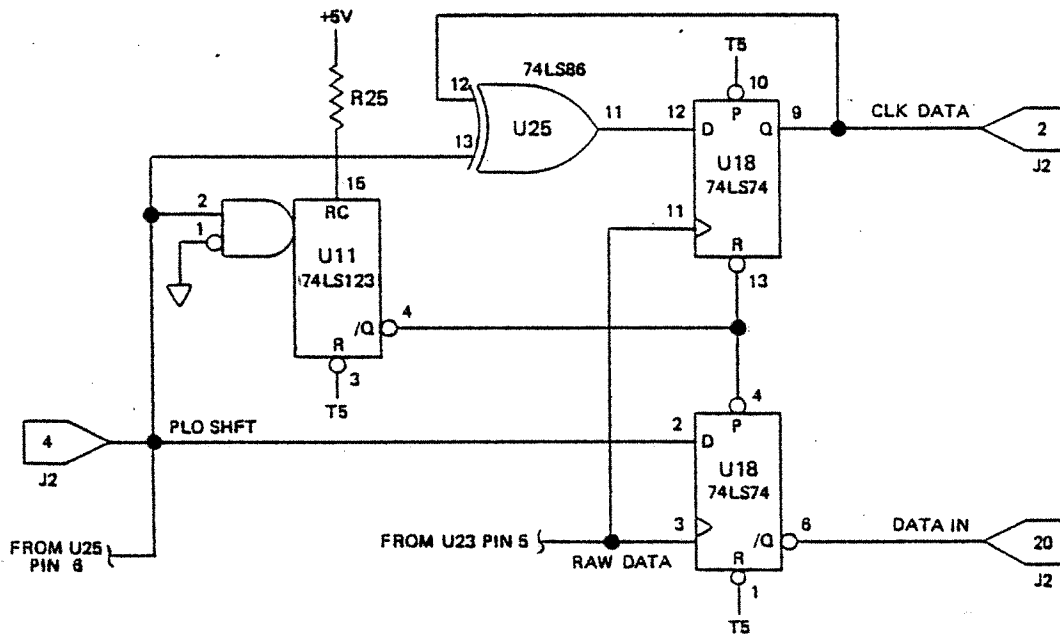 +5V
R25
74LS86
12
13
U25
11
T5
10
12
D
P
Q
9
CLK DATA
2
J2
U18
74LS74
11
R
13
15
2
1
RC
U11
74LS123
/Q
4
R
3
T5
4
J2
PLO SHFT
2
D
4
P
U18
74LS74
3
/Q
6
DATA IN
20
J2
R
1
T5
FROM U25
PIN 6
FROM U23 PIN 5
RAW DATA